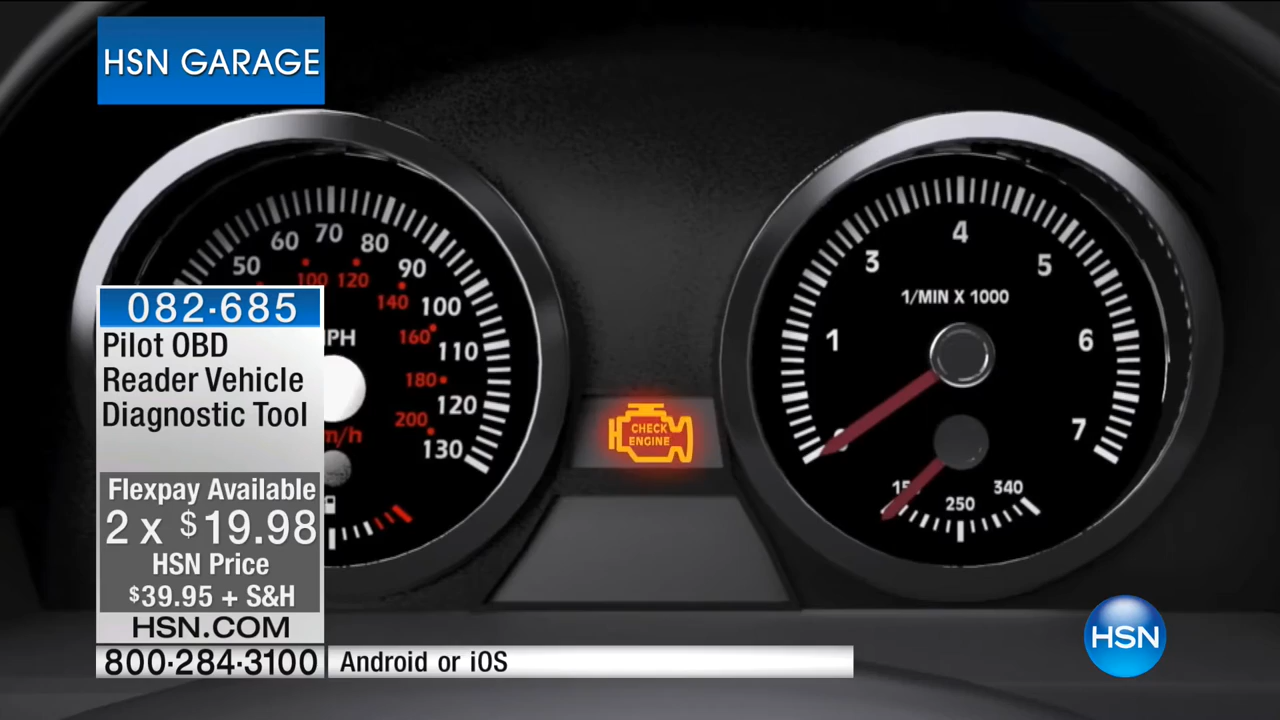 HSN GARAGE
082·685
Pilot OBD
Reader Vehicle
Diagnostic Tool
Flexpay Available
2 x $19.98
HSN Price
$39.95 + S&H
HSN.COM
800·284·3100
Android or iOS
50 60 70 80 90 100 110 120 130
100 120 140 160 180 200
CHECK
ENGINE
1 3 4 5 6 7
1/MIN X 1000
250 340
HSN